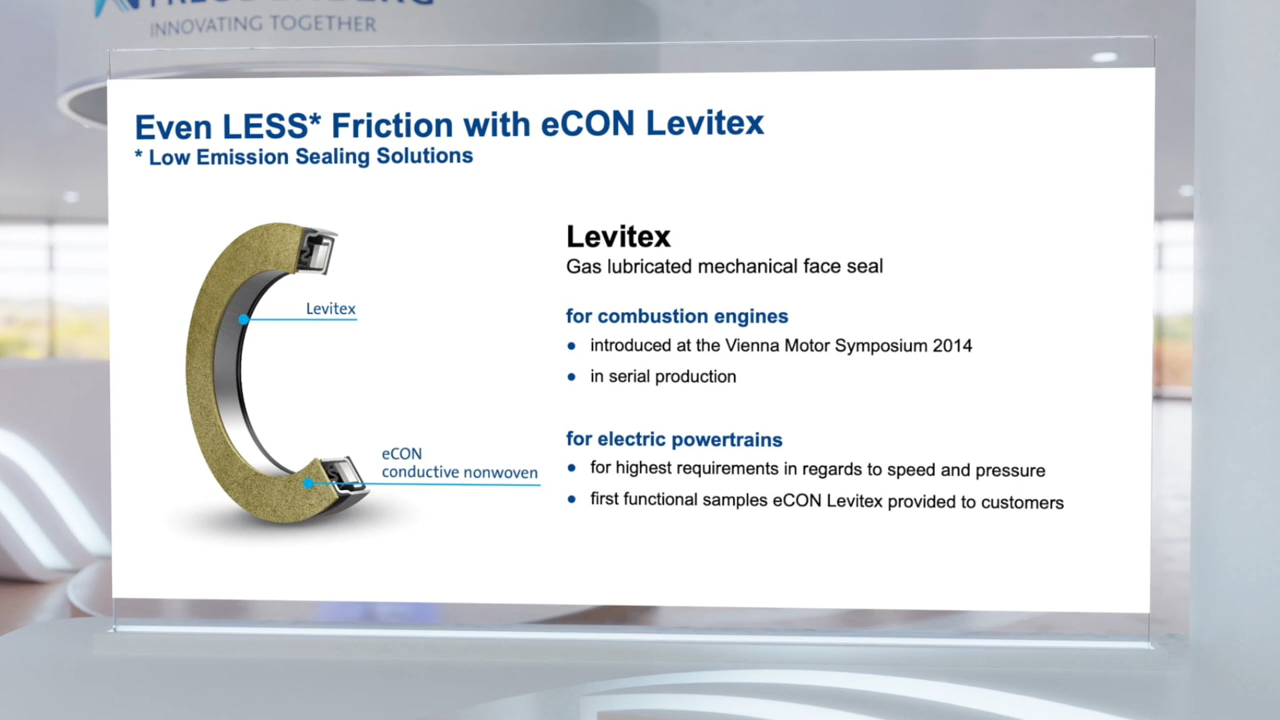 INNOVATING TOGETHER
Even LESS* Friction with eCON Levitex
* Low Emission Sealing Solutions
Levitex
eCON
conductive nonwoven
Levitex
Gas lubricated mechanical face seal
for combustion engines
• introduced at the Vienna Motor Symposium 2014
• in serial production
for electric powertrains
• for highest requirements in regards to speed and pressure
• first functional samples eCON Levitex provided to customers